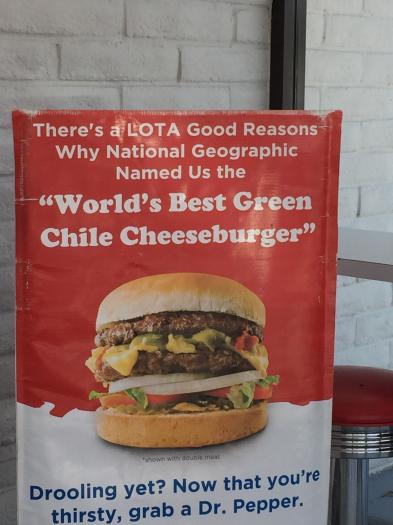 There's a LOTA Good Reasons
Why National Geographic
Named Us the
“World's Best Green
Chile Cheeseburger”
*shown with double meat
Drooling yet? Now that you're
thirsty, grab a Dr. Pepper.